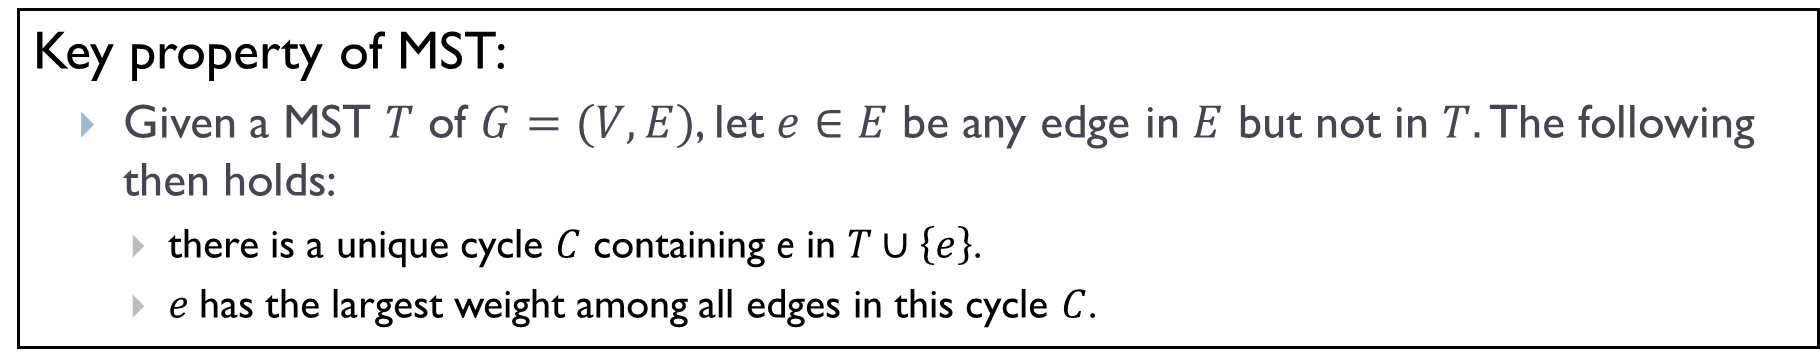 Key property of MST:
Given a MST T of G = (V, E), let e ∈ E be any edge in E but not in T. The following
then holds:
there is a unique cycle C containing e in T ∪ {e}.
e has the largest weight among all edges in this cycle C.